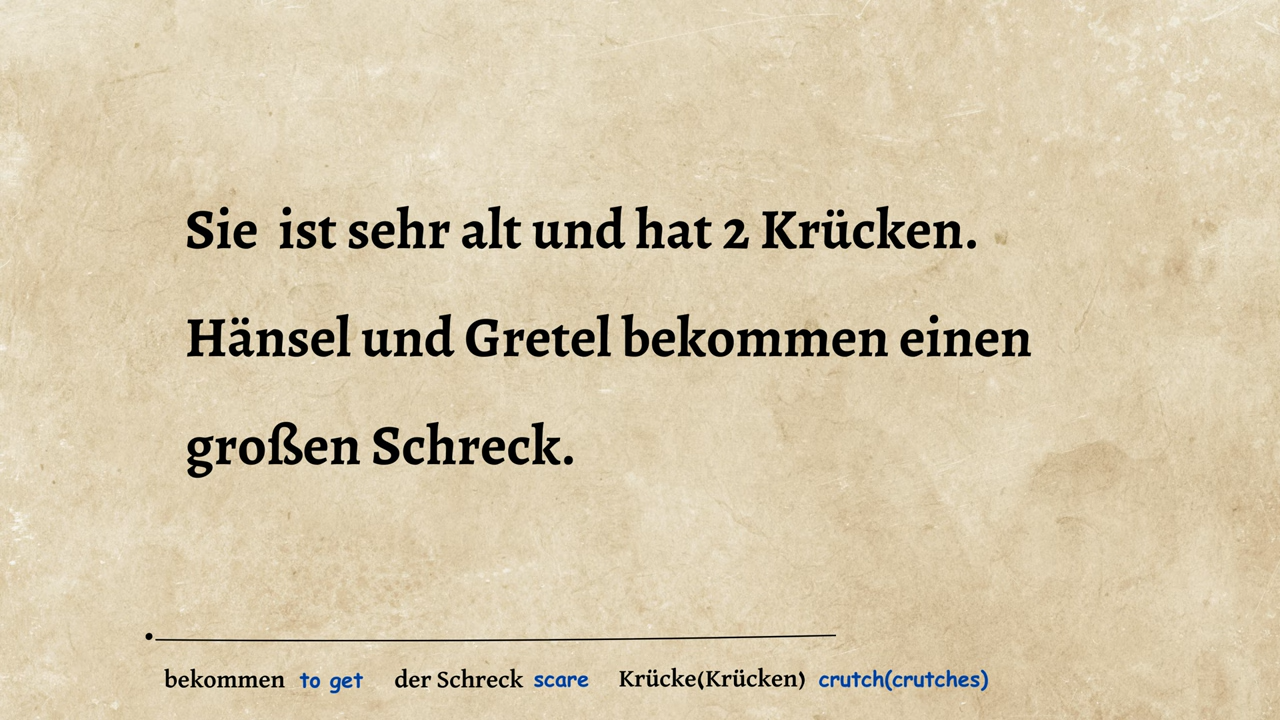 Sie ist sehr alt und hat 2 Krücken.
Hänsel und Gretel bekommen einen
großen Schreck.
bekommen to get der Schreck scare Krücke(Krücken) crutch(crutches)